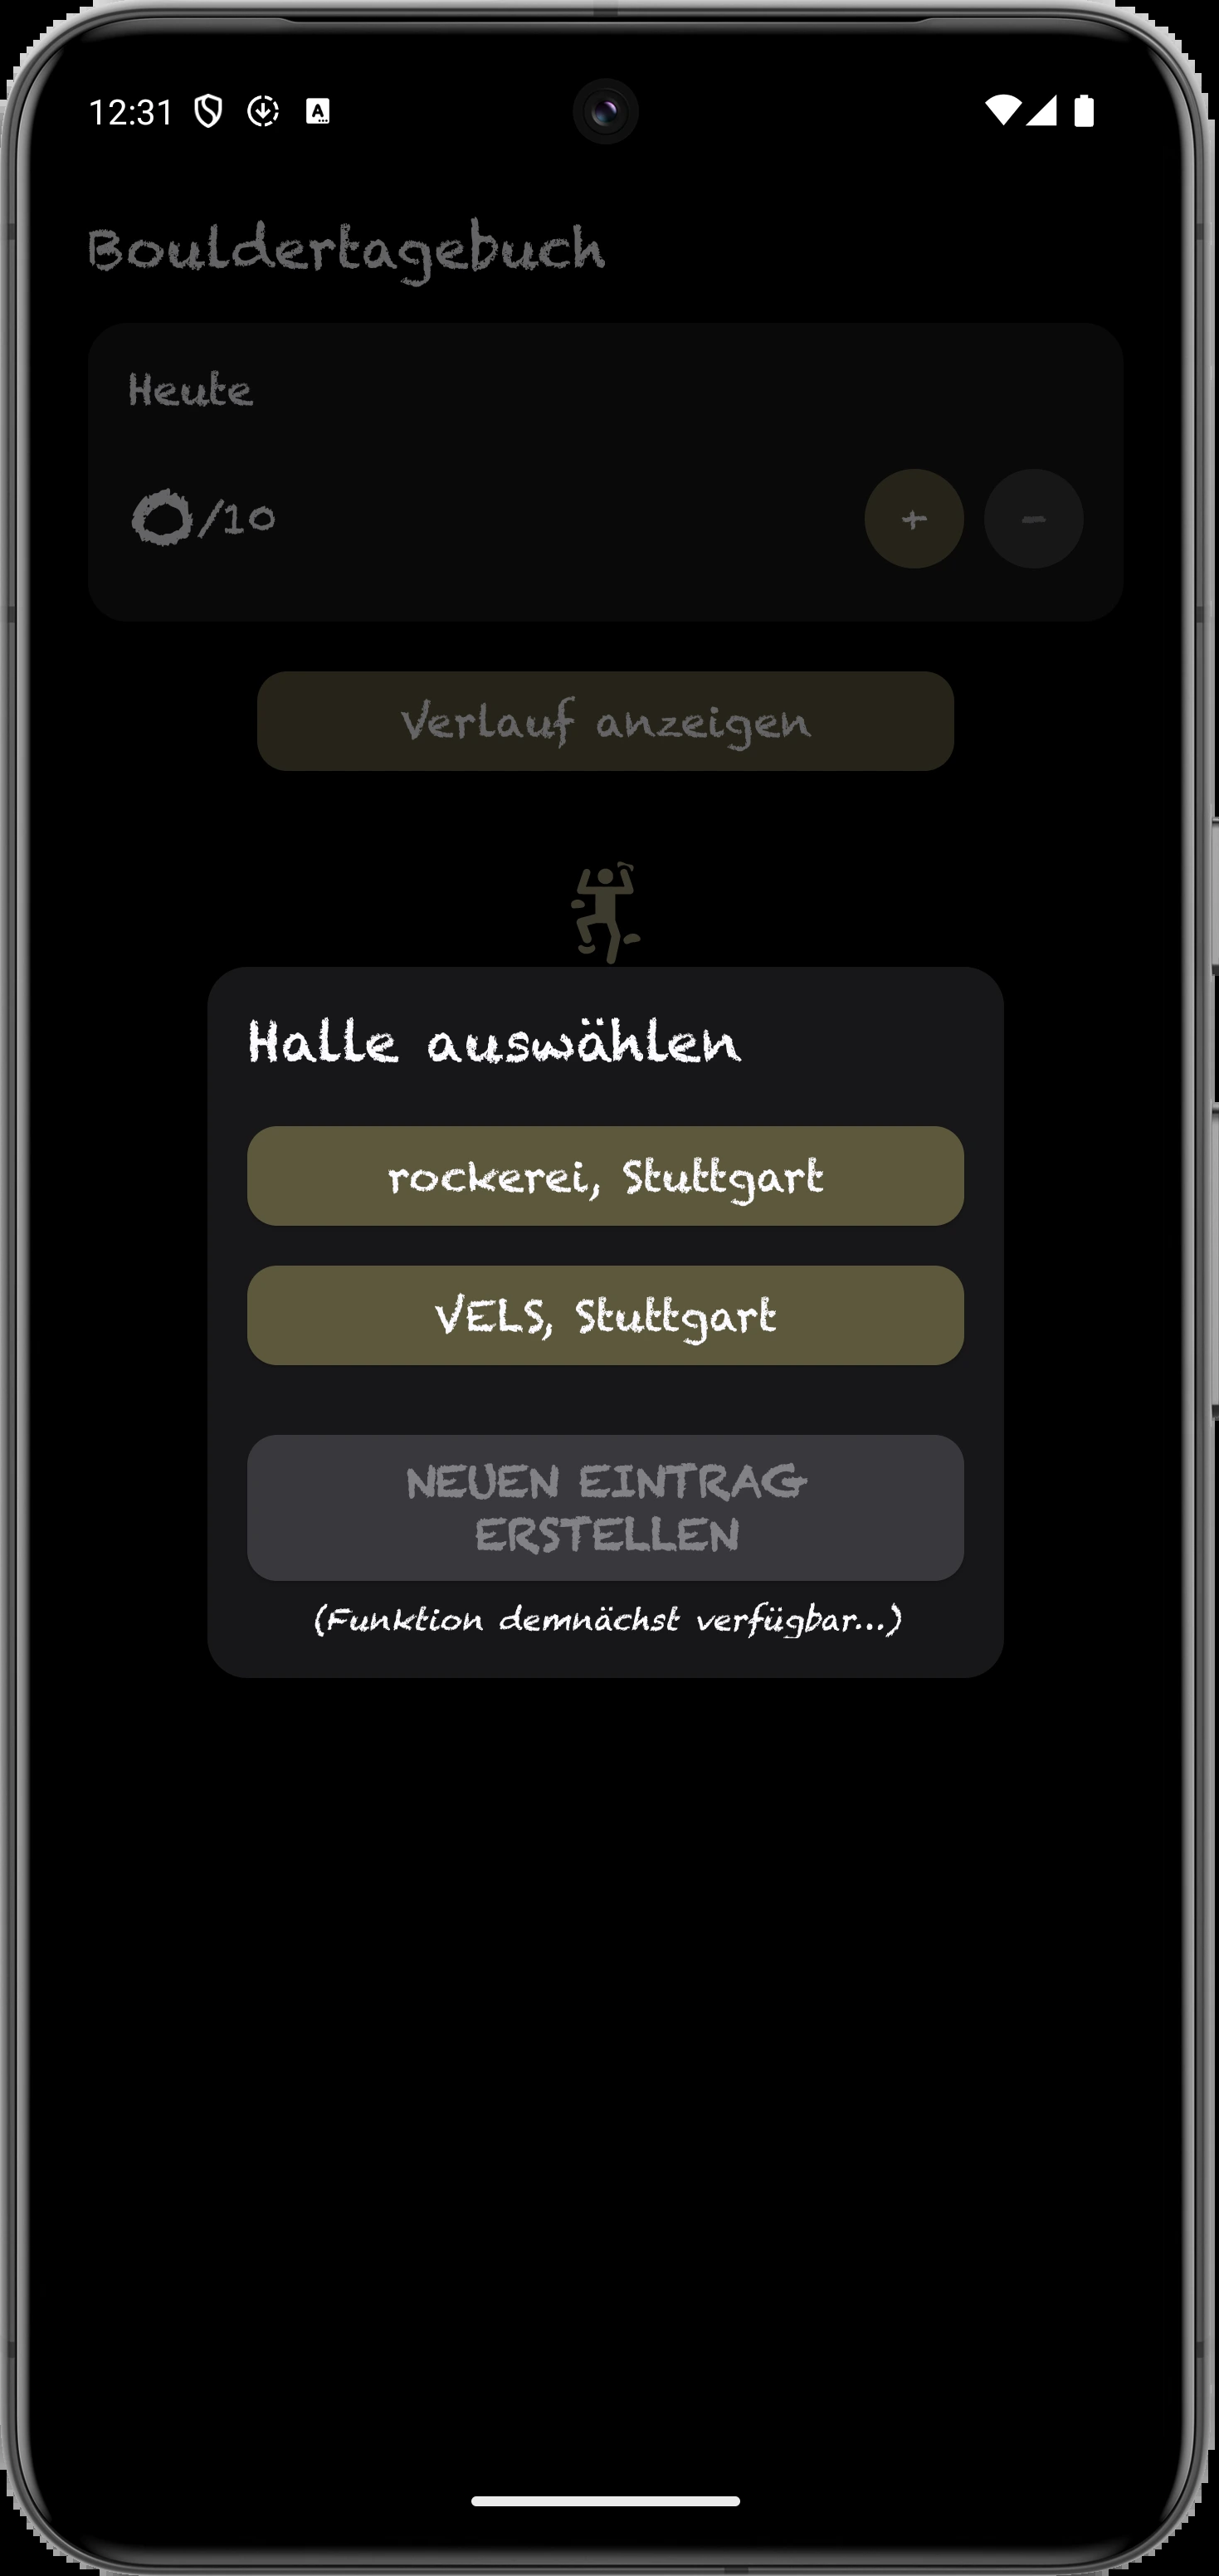 12:31
Bouldertagebuch
Heute
0/10
+ -
Verlauf anzeigen
Halle auswählen
rockerei, Stuttgart
VELS, Stuttgart
NEUEN EINTRAG
ERSTELLEN
(Funktion demnächst verfügbar...)